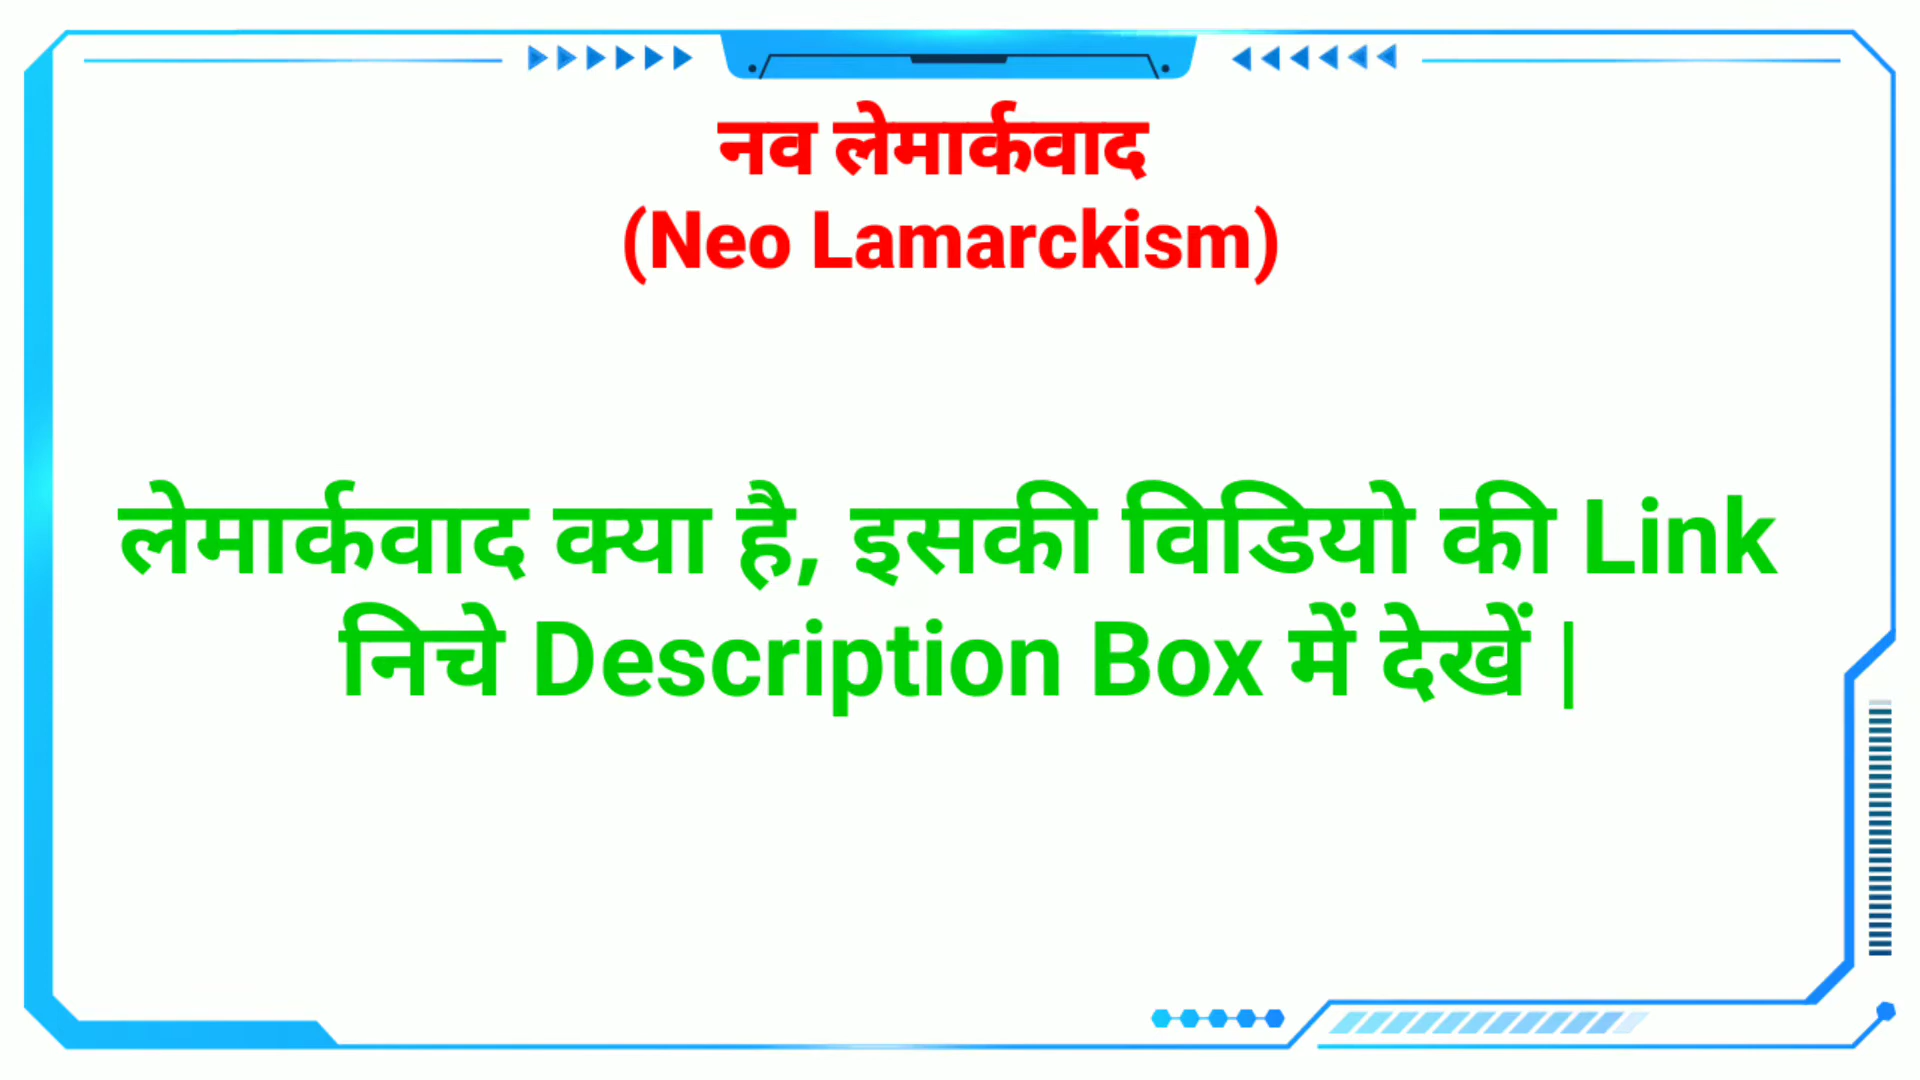 नव लेमार्कवाद
(Neo Lamarckism)
लेमार्कवाद क्या है, इसकी विडियो की Link
निचे Description Box में देखें |